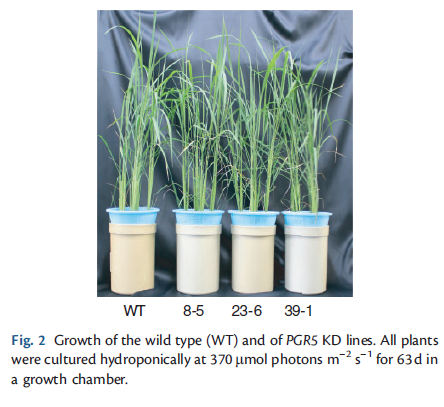 WT 8-5 23-6 39-1
Fig. 2 Growth of the wild type (WT) and of PGR5 KD lines. All plants
were cultured hydroponically at 370 μmol photons m⁻² s⁻¹ for 63 d in
a growth chamber.